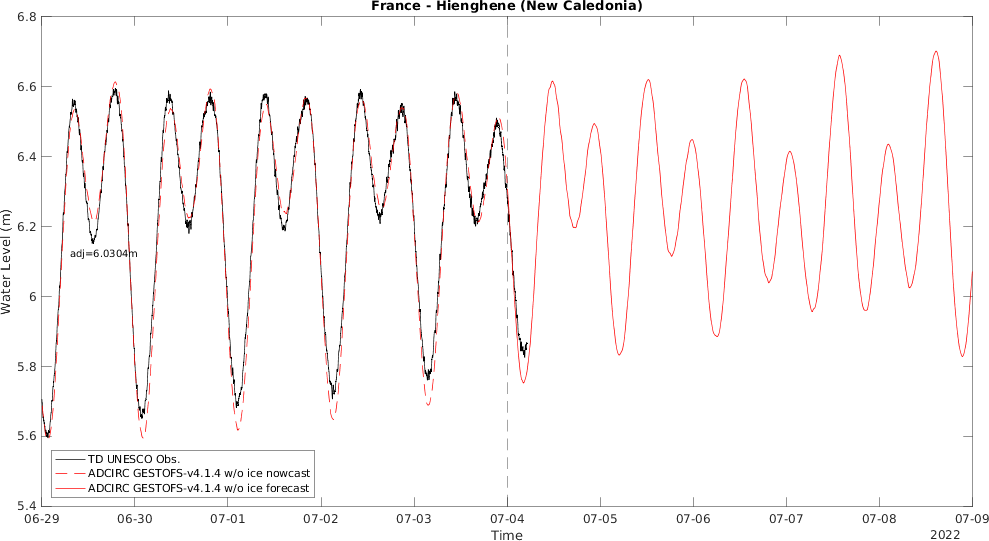 France - Hienghene (New Caledonia)
Water Level (m)
6.8
6.6
6.4
6.2
6
5.8
5.6
5.4
adj=6.0304m
TD UNESCO Obs.
ADCIRC GESTOFS-v4.1.4 w/o ice nowcast
ADCIRC GESTOFS-v4.1.4 w/o ice forecast
06-29 06-30 07-01 07-02 07-03 07-04 07-05 07-06 07-07 07-08 07-09
Time
2022